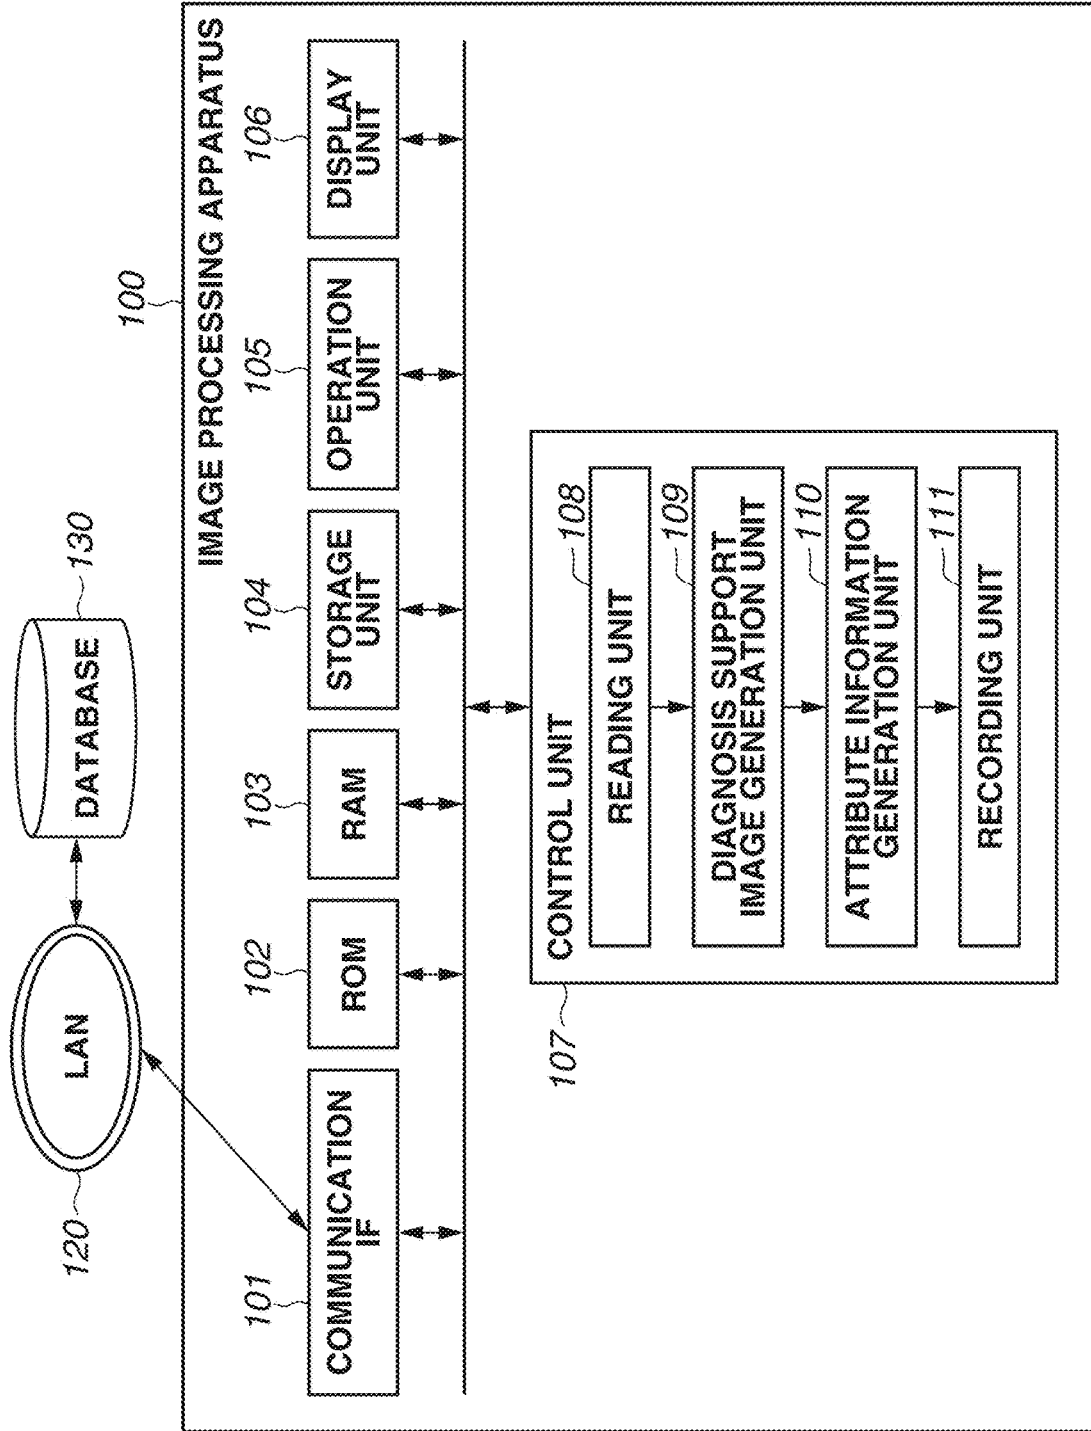 120
LAN
DATABASE
130
100
IMAGE PROCESSING APPARATUS
101
COMMUNICATION
IF
102
ROM
103
RAM
104
STORAGE
UNIT
105
OPERATION
UNIT
106
DISPLAY
UNIT
107
CONTROL UNIT
108
READING UNIT
109
DIAGNOSIS SUPPORT
IMAGE GENERATION UNIT
110
ATTRIBUTE INFORMATION
GENERATION UNIT
111
RECORDING UNIT